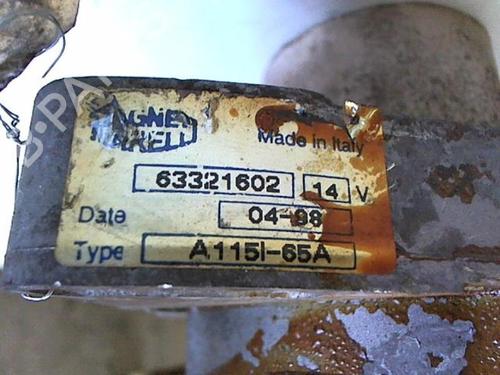 MAGNETI
MARELLI
Made in Italy
63321602 14 V
Date 04-98
Type A115I-65A